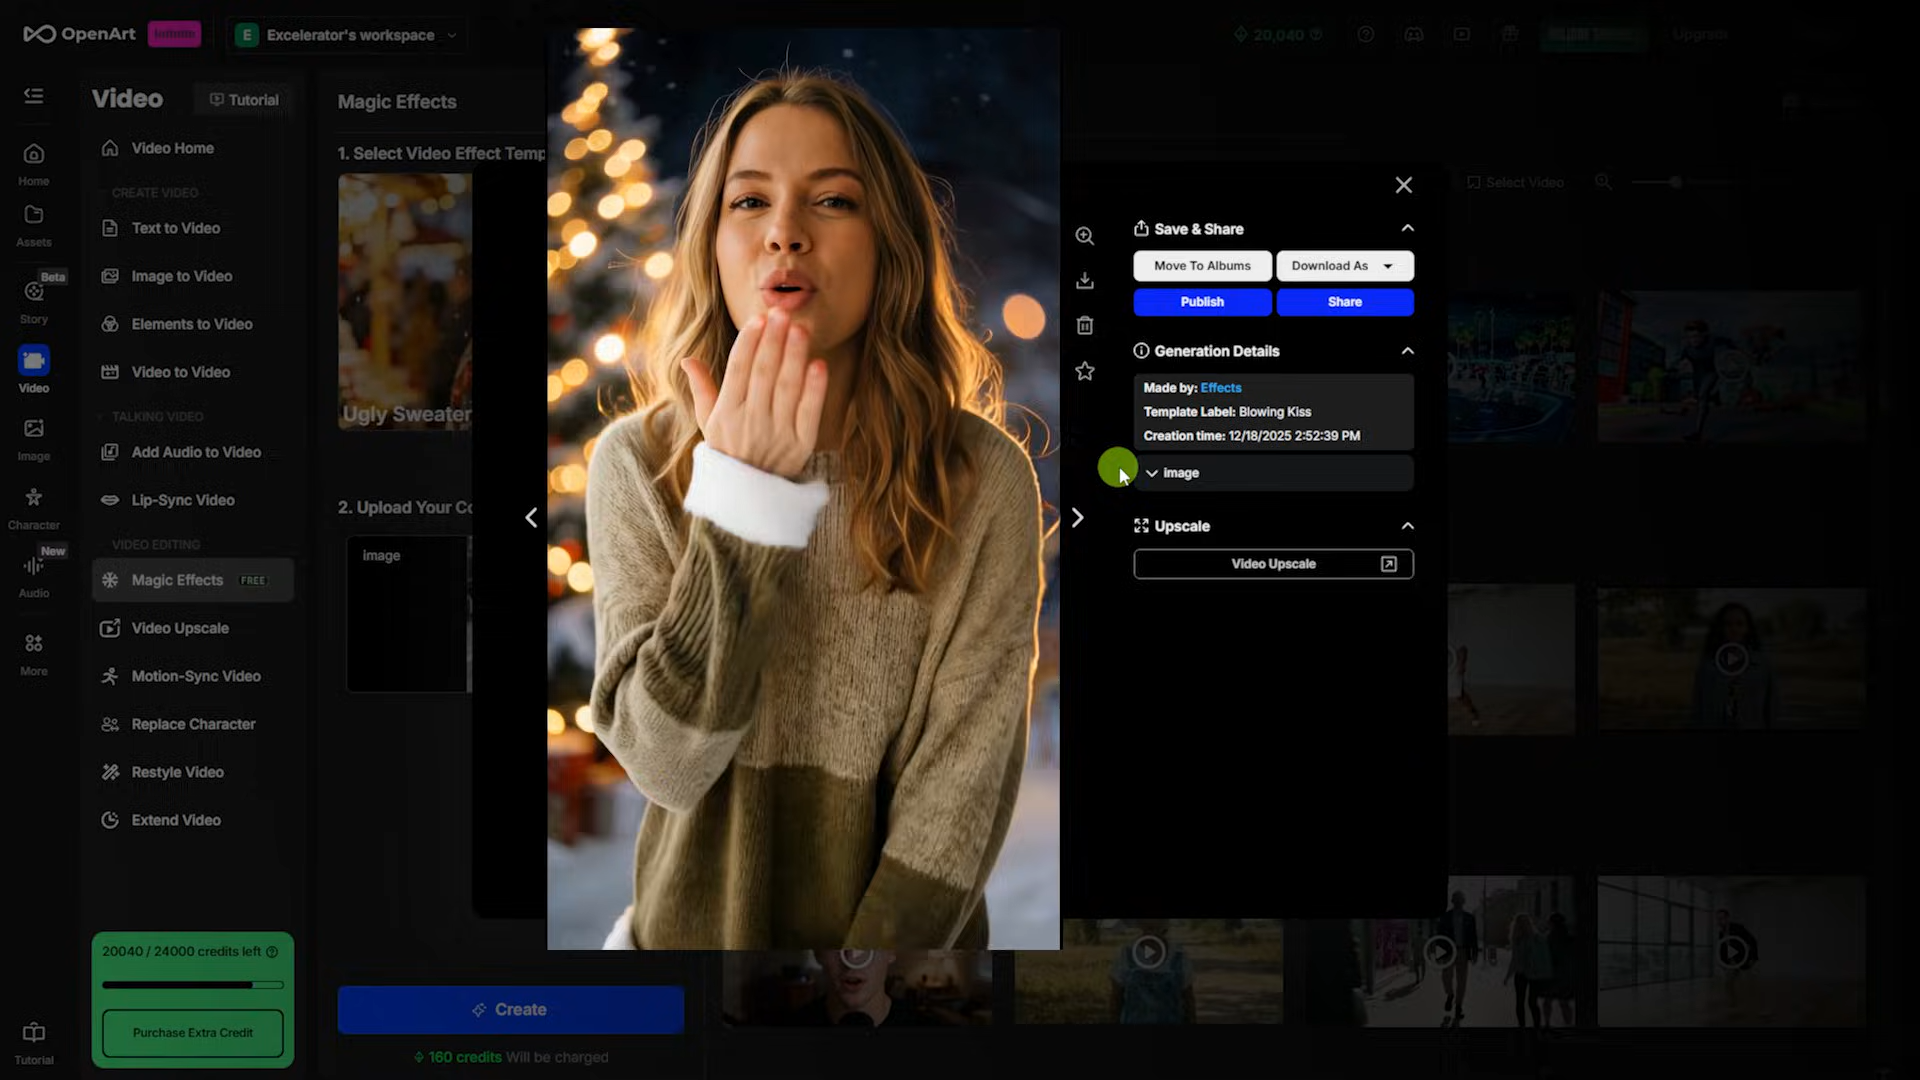 OpenArt
Infinite
E Excelerator's workspace
20,040
Upgrade
Video
Tutorial
Magic Effects
Home
Assets
Beta
Story
Video
Image
Character
New
Audio
More
Tutorial
Video Home
CREATE VIDEO
Text to Video
Image to Video
Elements to Video
Video to Video
TALKING VIDEO
Add Audio to Video
Lip-Sync Video
VIDEO EDITING
Magic Effects FREE
Video Upscale
Motion-Sync Video
Replace Character
Restyle Video
Extend Video
20040 / 24000 credits left
Purchase Extra Credit
1. Select Video Effect Temp
Ugly Sweater
2. Upload Your Co
image
Create
160 credits Will be charged
Select Video
Save & Share
Move To Albums
Download As
Publish
Share
Generation Details
Made by: Effects
Template Label: Blowing Kiss
Creation time: 12/18/2025 2:52:39 PM
image
Upscale
Video Upscale